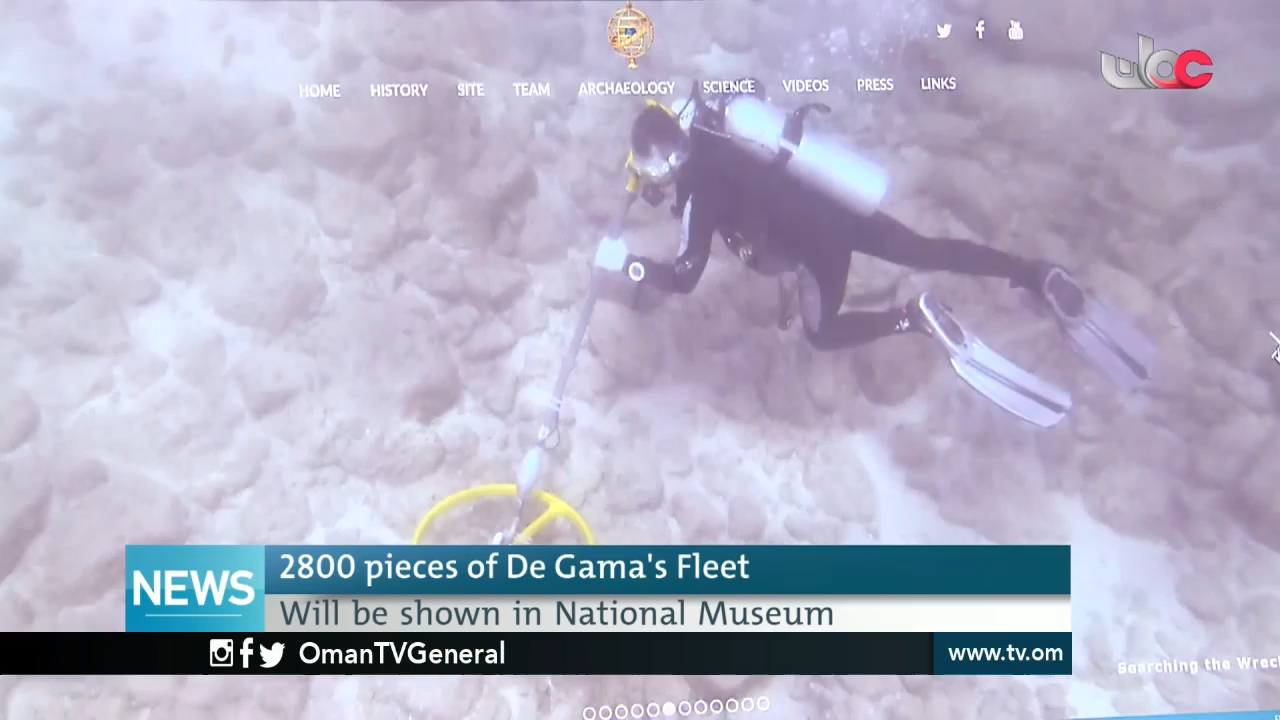 HOME HISTORY SITE TEAM ARCHAEOLOGY SCIENCE VIDEOS PRESS LINKS
NEWS
2800 pieces of De Gama's Fleet
Will be shown in National Museum
OmanTVGeneral
www.tv.om
Searching the Wrec